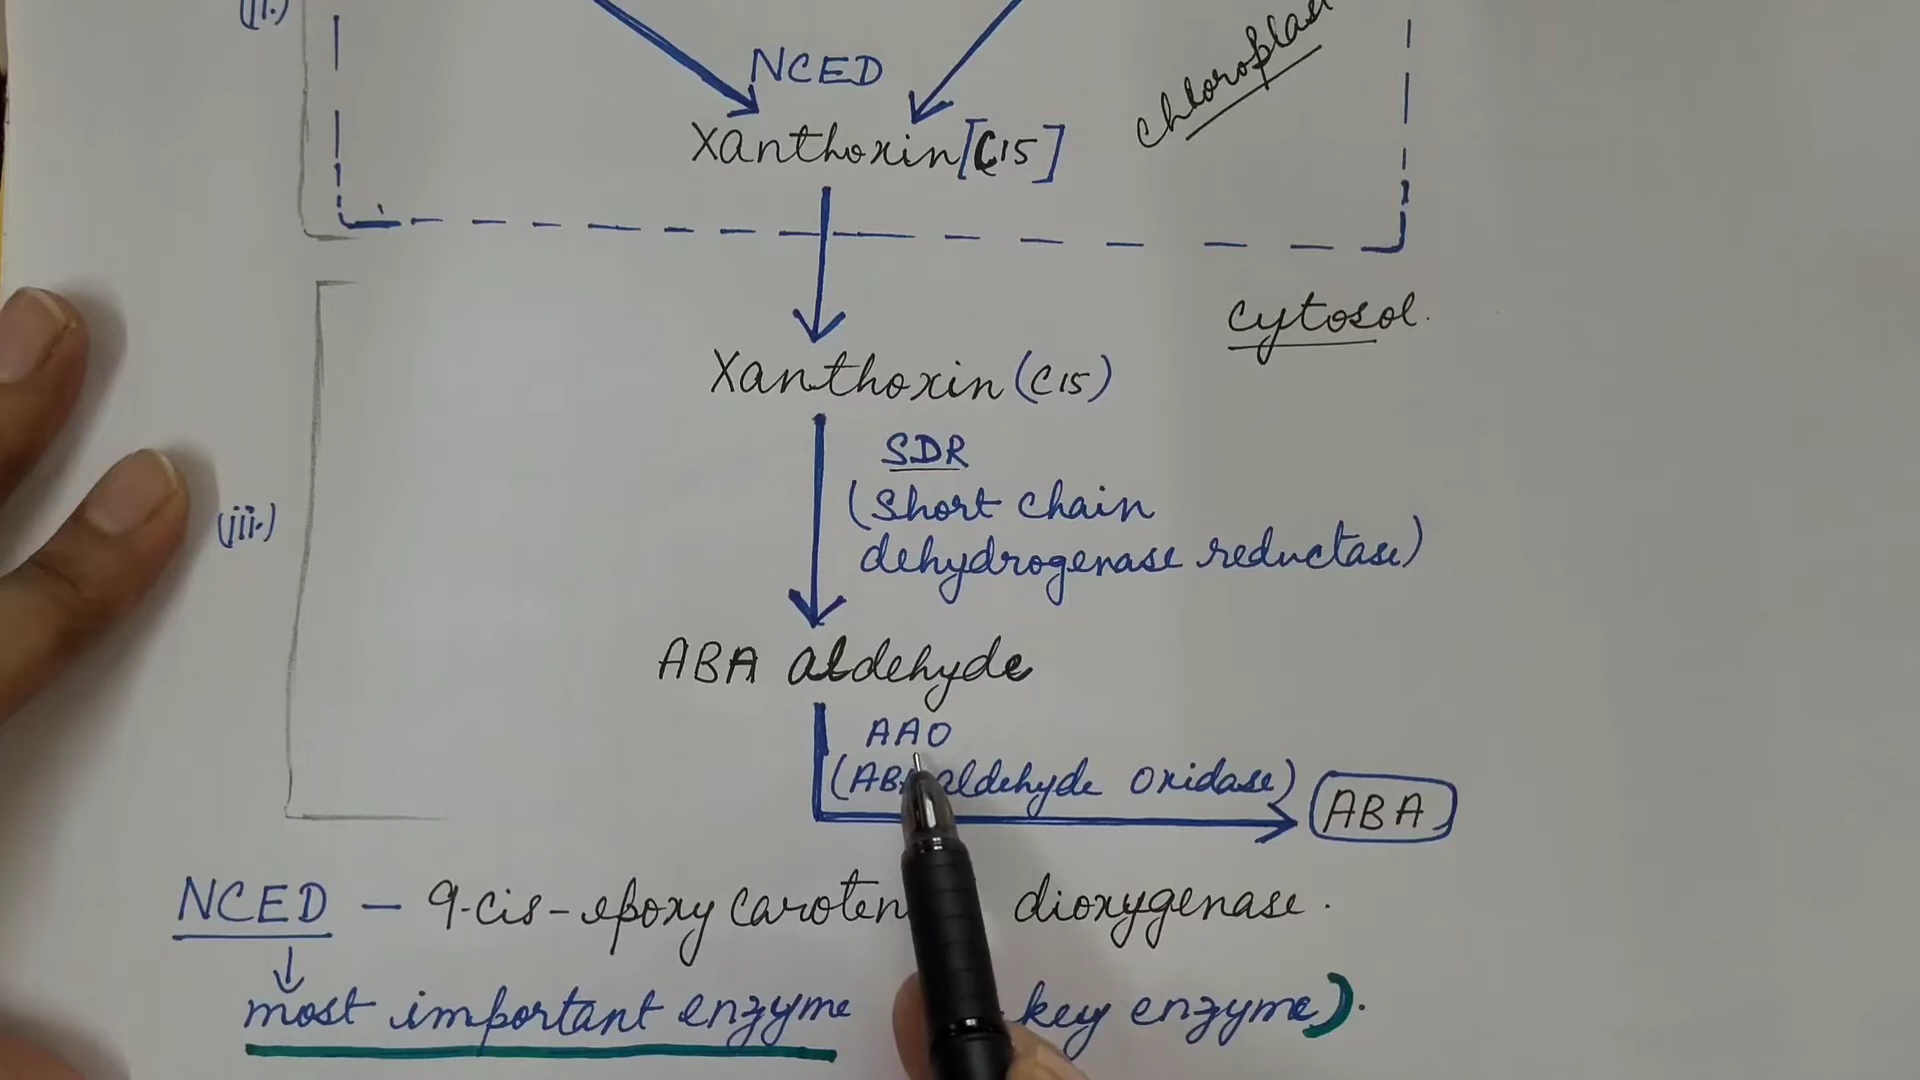 (ii.)
NCED
chloroplast
Xanthoxin [C15]
cytosol.
Xanthoxin (C15)
SDR
(Short chain
dehydrogenase reductase)
(iii.)
ABA aldehyde
AAO
(ABA aldehyde oxidase)
ABA
NCED — 9-cis-epoxy caroten dioxygenase.
most important enzyme key enzyme).